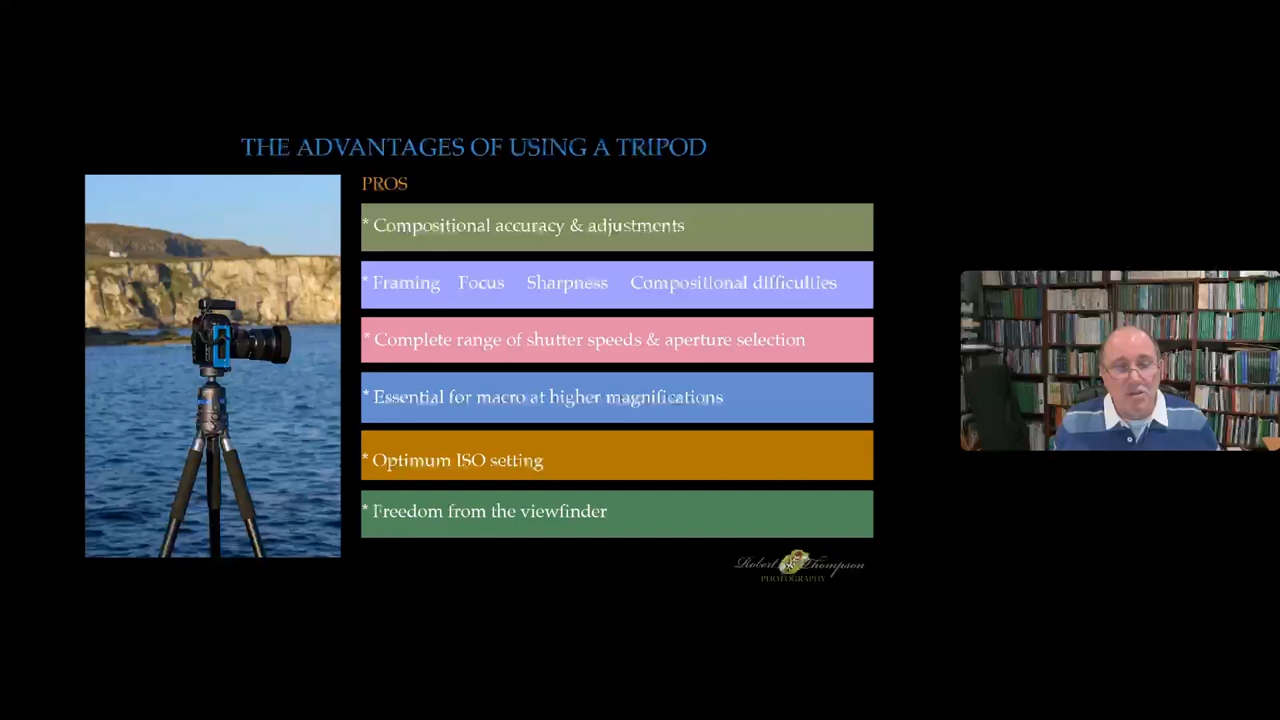 THE ADVANTAGES OF USING A TRIPOD
PROS
* Compositional accuracy & adjustments
* Framing Focus Sharpness Compositional difficulties
* Complete range of shutter speeds & aperture selection
* Essential for macro at higher magnifications
* Optimum ISO setting
* Freedom from the viewfinder
Robert Thompson
PHOTOGRAPHY